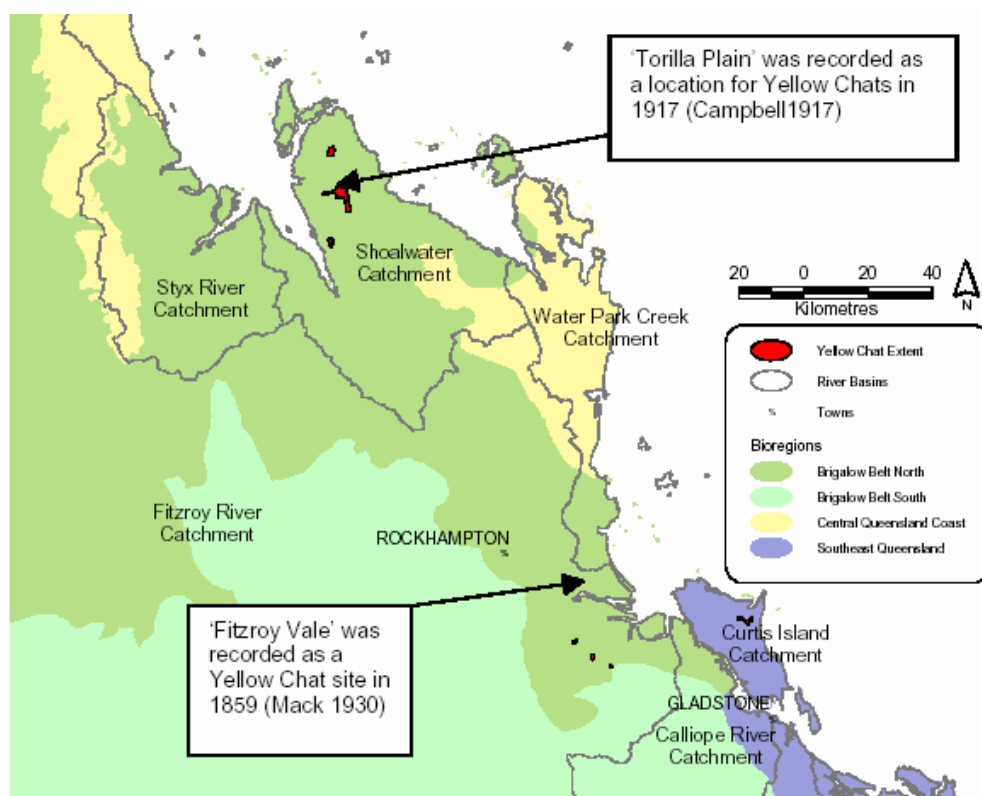 'Torilla Plain' was recorded as
a location for Yellow Chats in
1917 (Campbell1917)
Shoalwater
Catchment
Styx River
Catchment
Water Park Creek
Catchment
20 0 20 40
Kilometres
N
Yellow Chat Extent
River Basins
Towns
Bioregions
Brigalow Belt North
Brigalow Belt South
Central Queensland Coast
Southeast Queensland
Fitzroy River
Catchment
ROCKHAMPTON
'Fitzroy Vale' was
recorded as a
Yellow Chat site in
1859 (Mack 1930)
Curtis Island
Catchment
GLADSTONE
Calliope River
Catchment